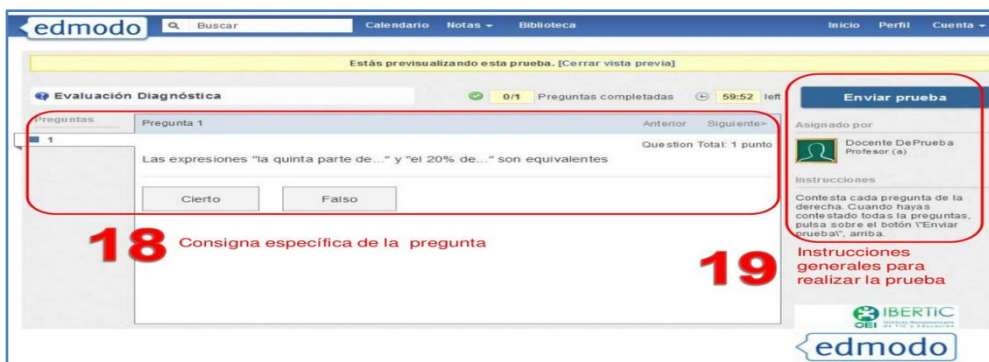 edmodo
Buscar
Calendario Notas Biblioteca
Inicio Perfil Cuenta
Estás previsualizando esta prueba. [Cerrar vista previa]
Evaluación Diagnóstica
0/1 Preguntas completadas
59:52 left
Enviar prueba
Preguntas
1
Pregunta 1
Anterior Siguiente»
Question Total: 1 punto
Las expresiones "la quinta parte de..." y "el 20% de..." son equivalentes
Cierto Falso
18 Consigna específica de la pregunta
Asignado por
Docente DePrueba
Profesor (a)
Instrucciones
Contesta cada pregunta de la
derecha. Cuando hayas
contestado todas la preguntas,
pulsa sobre el botón \"Enviar
prueba\", arriba.
19 Instrucciones
generales para
realizar la prueba
IBERTIC
OEI
edmodo